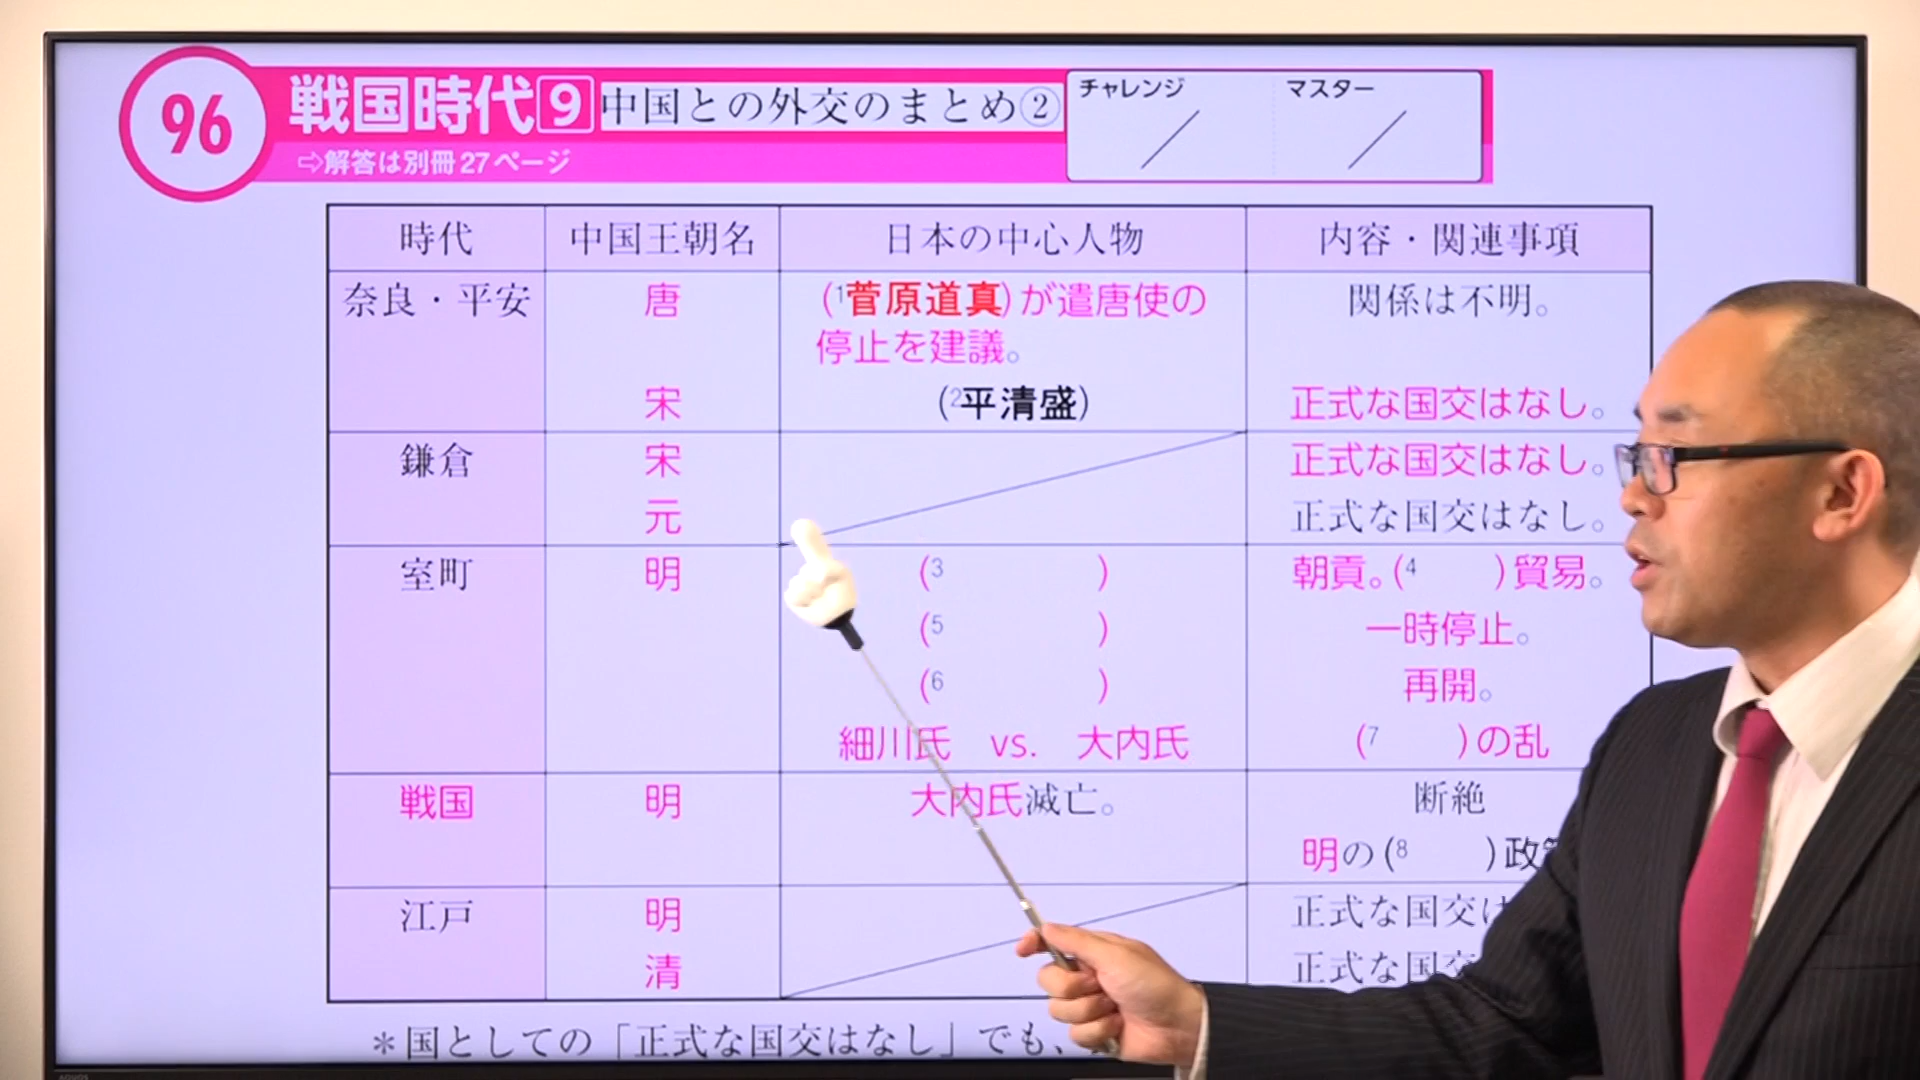 96
戦国時代9 中国との外交のまとめ②
⇨解答は別冊27ページ
チャレンジ
マスター
時代 中国王朝名 日本の中心人物 内容・関連事項
奈良・平安 唐 (1菅原道真)が遣唐使の 関係は不明。
停止を建議。
宋 (2平清盛) 正式な国交はなし。
鎌倉 宋 正式な国交はなし。
元 正式な国交はなし。
室町 明 (3 ) 朝貢。(4 )貿易。
(5 ) 一時停止。
(6 ) 再開。
細川氏 vs. 大内氏 (7 )の乱
戦国 明 大内氏滅亡。 断絶
明の(8 )政
江戸 明 正式な国交は
清 正式な国交
＊国としての「正式な国交はなし」でも、
AQUOS